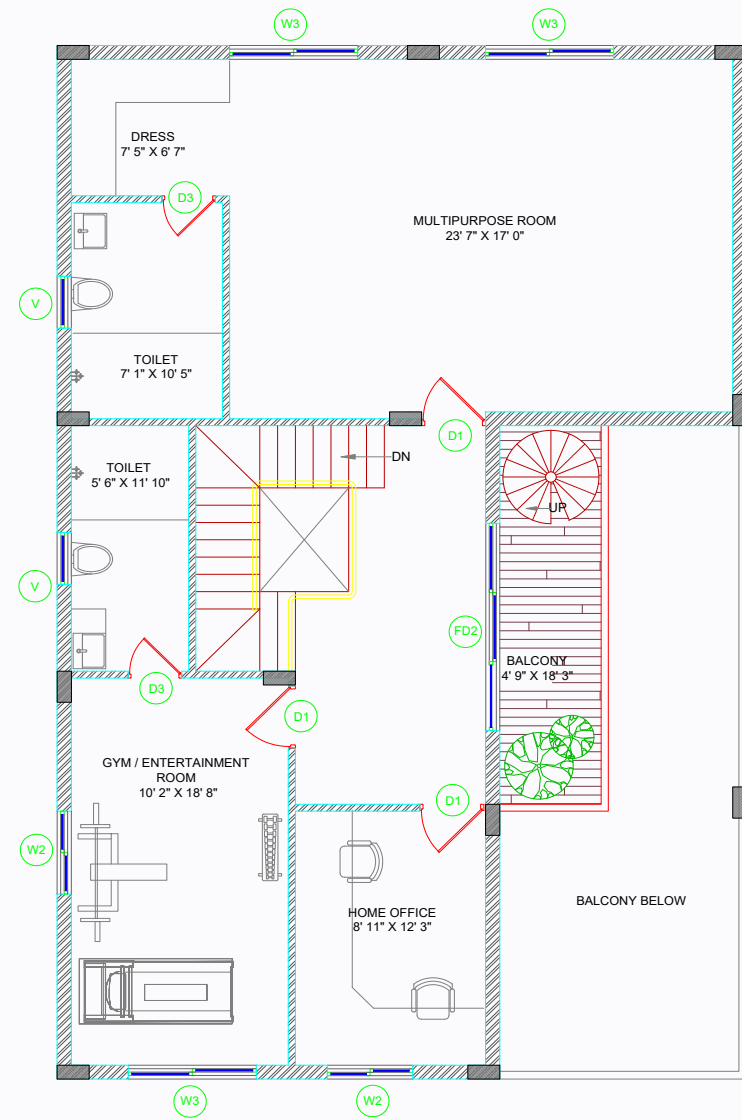 W3
W3
DRESS
7' 5" X 6' 7"
D3
MULTIPURPOSE ROOM
23' 7" X 17' 0"
V
TOILET
7' 1" X 10' 5"
D1
DN
TOILET
5' 6" X 11' 10"
UP
V
FD2
BALCONY
4' 9" X 18' 3"
D3
D1
GYM / ENTERTAINMENT
ROOM
10' 2" X 18' 8"
D1
W2
HOME OFFICE
8' 11" X 12' 3"
BALCONY BELOW
W3
W2